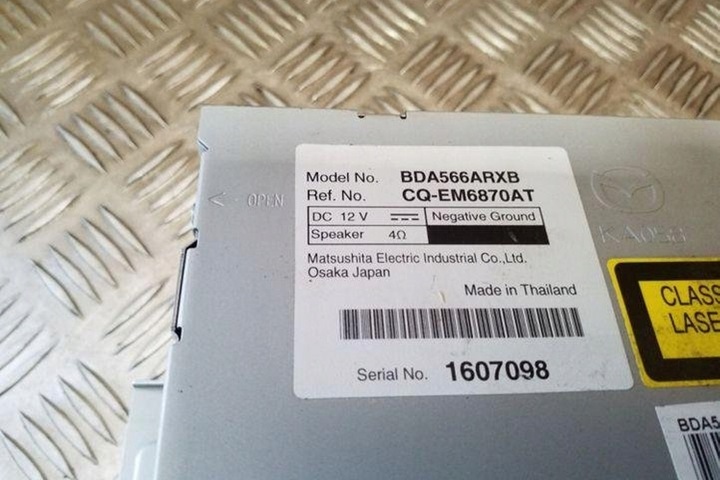 Model No. BDA566ARXB
Ref. No. CQ-EM6870AT
DC 12 V Negative Ground
Speaker 4Ω
Matsushita Electric Industrial Co.,Ltd.
Osaka Japan
Made in Thailand
Serial No. 1607098
< OPEN
KA058
CLASS
LASE
BDA5